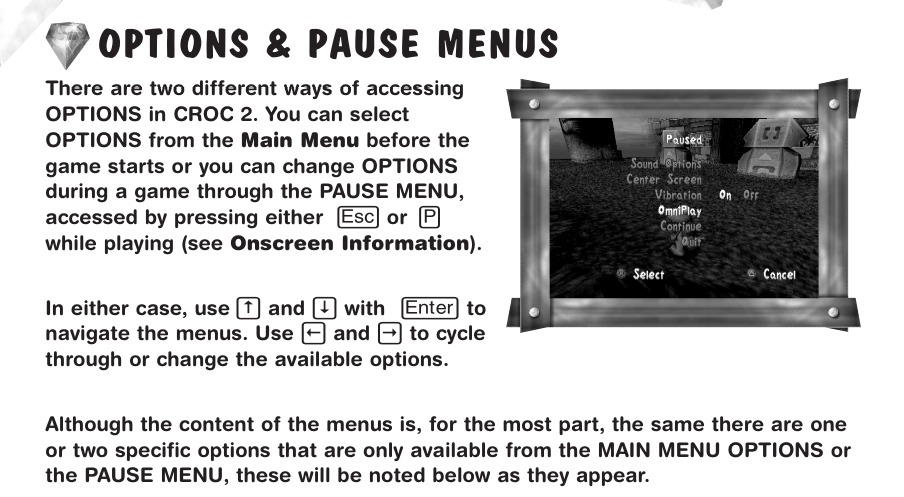 OPTIONS & PAUSE MENUS
There are two different ways of accessing
OPTIONS in CROC 2. You can select
OPTIONS from the Main Menu before the
game starts or you can change OPTIONS
during a game through the PAUSE MENU,
accessed by pressing either Esc or P
while playing (see Onscreen Information).
In either case, use ↑ and ↓ with Enter to
navigate the menus. Use ← and → to cycle
through or change the available options.
Paused
Sound Options
Center Screen
Vibration On Off
OmniPlay
Continue
Quit
Select Cancel
Although the content of the menus is, for the most part, the same there are one
or two specific options that are only available from the MAIN MENU OPTIONS or
the PAUSE MENU, these will be noted below as they appear.